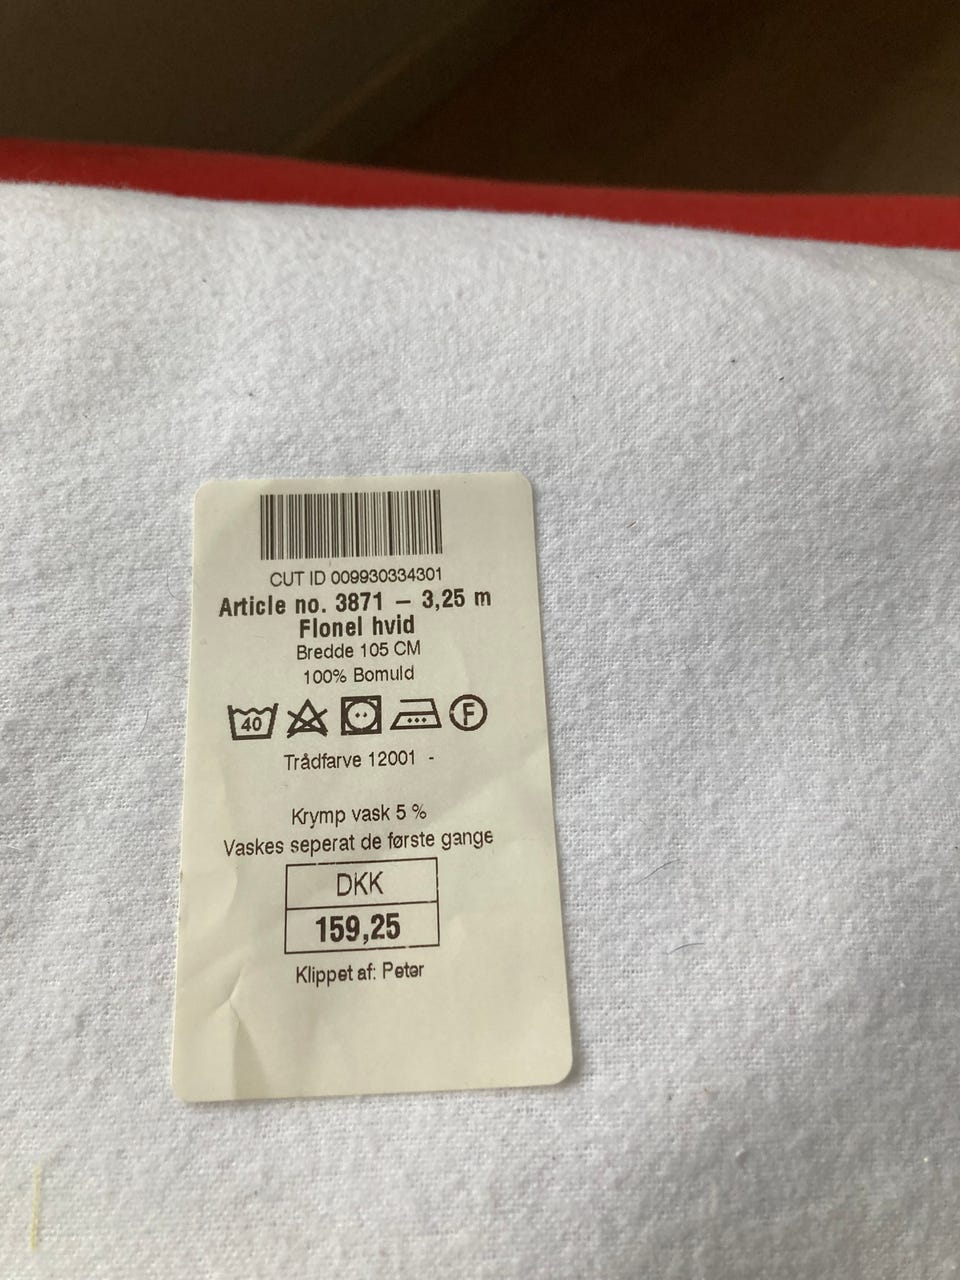 CUT ID 009930334301
Article no. 3871 – 3,25 m
Flonel hvid
Bredde 105 CM
100% Bomuld
40 F
Trådfarve 12001 -
Krymp vask 5 %
Vaskes seperat de første gange
DKK
159,25
Klippet af: Peter